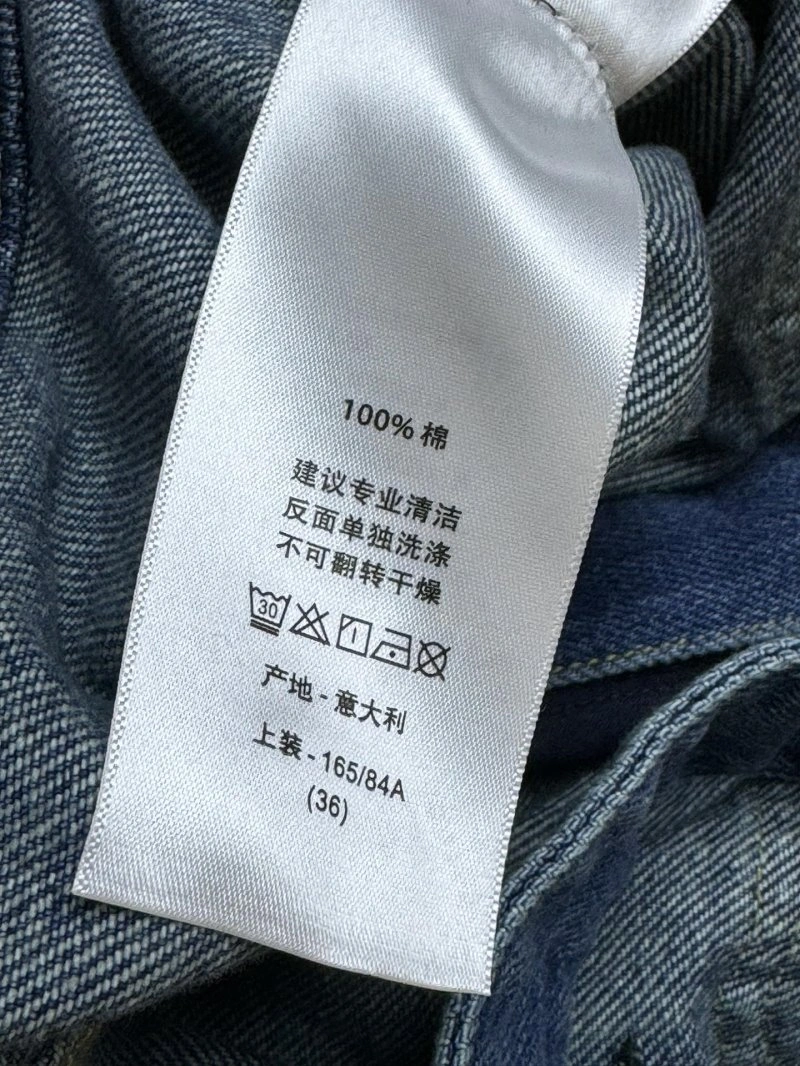 100% 棉
建议专业清洁
反面单独洗涤
不可翻转干燥
30
产地 - 意大利
上装 - 165/84A
(36)